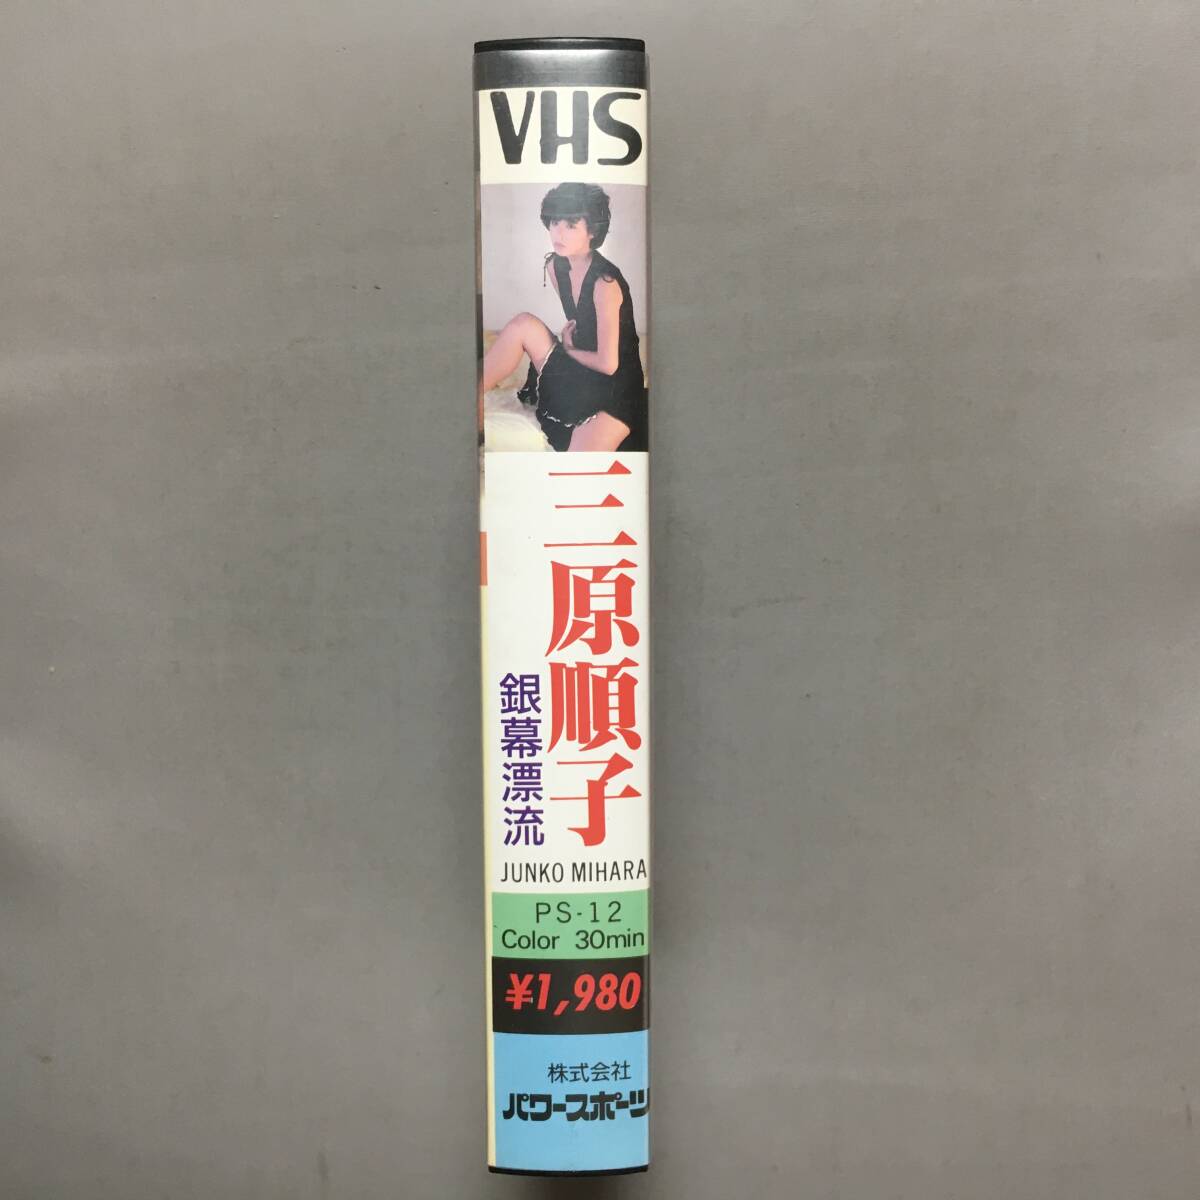 VHS
三原順子
銀幕漂流
JUNKO MIHARA
PS-12
Color 30min
¥1,980
株式会社
パワースポーツ